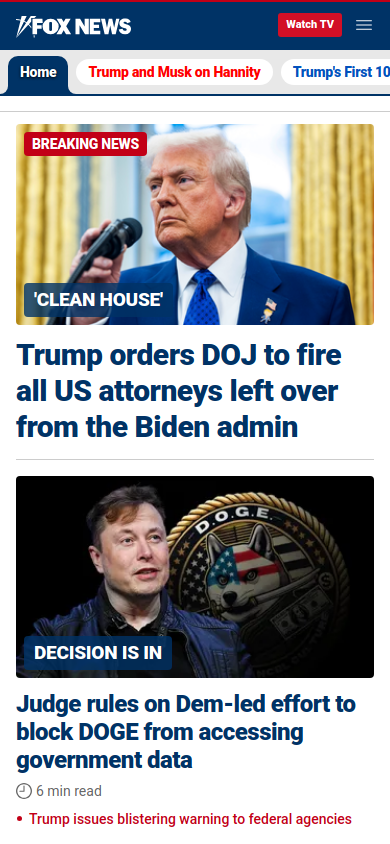 FOX NEWS
Watch TV
Home
Trump and Musk on Hannity
Trump's First 10
BREAKING NEWS
'CLEAN HOUSE'
Trump orders DOJ to fire
all US attorneys left over
from the Biden admin
D.O.G.E.
DECISION IS IN
Judge rules on Dem-led effort to
block DOGE from accessing
government data
6 min read
Trump issues blistering warning to federal agencies